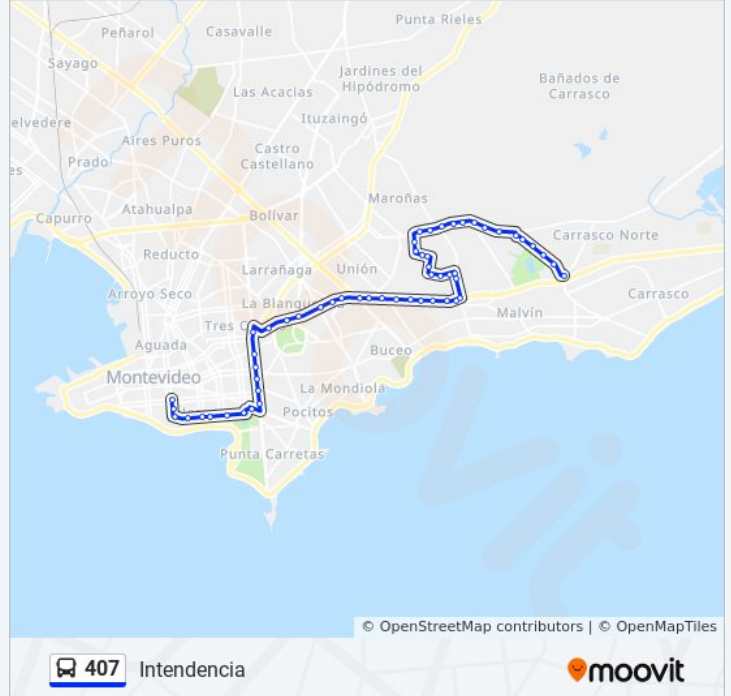 Punta Rieles
Peñarol
Casavalle
Sayago
Jardines del
Hipódromo
Bañados de
Carrasco
Las Acacias
elvedere
Ituzaingó
Aires Puros
Castro
Castellano
Prado
es
Maroñas
Atahualpa
Bolívar
Capurro
Carrasco Norte
Reducto
Larrañaga
Unión
Arroyo Seco
La Blanqu
Carrasco
Malvín
Tres C
Aguada
Buceo
Montevideo
La Mondiola
Pocitos
Punta Carretas
ovit
© OpenStreetMap contributors | © OpenMapTiles
407 Intendencia
moovit